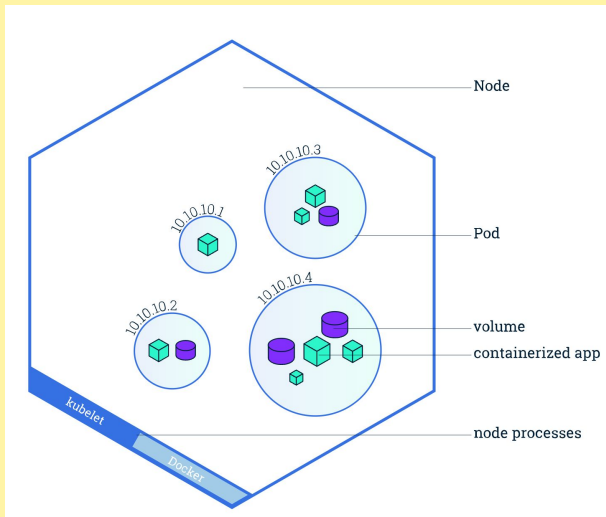 Node
10.10.10.3
10.10.10.1
Pod
10.10.10.4
10.10.10.2
volume
containerized app
kubelet
node processes
Docker